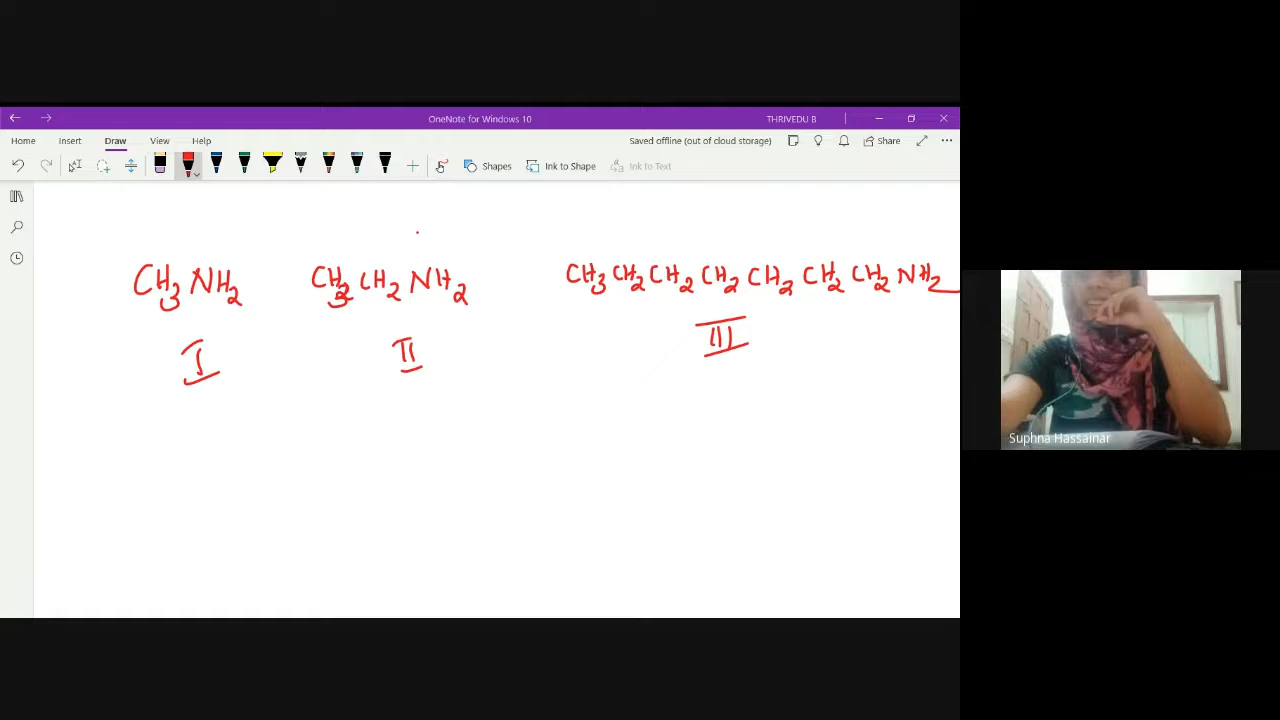 OneNote for Windows 10
THRIVEDU B
Home Insert Draw View Help
Saved offline (out of cloud storage)
Share
Shapes Ink to Shape Ink to Text
CH3 NH2 CH3 CH2 NH2 CH3 CH2 CH2 CH2 CH2 CH2 CH2 NH2
I II III
Suphna Hassainar